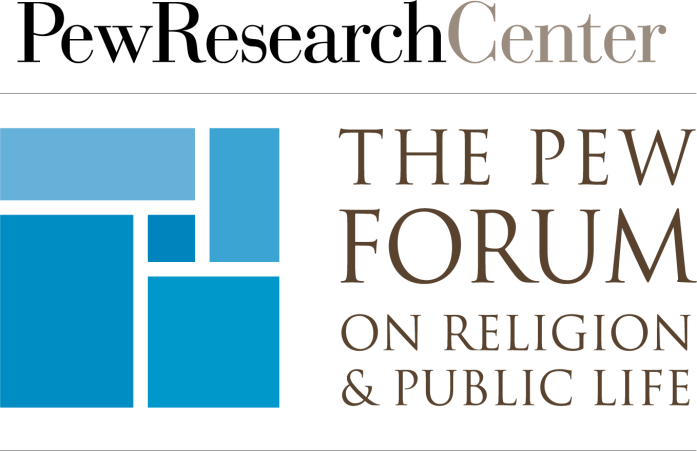 PewResearchCenter
THE PEW
FORUM
ON RELIGION
& PUBLIC LIFE